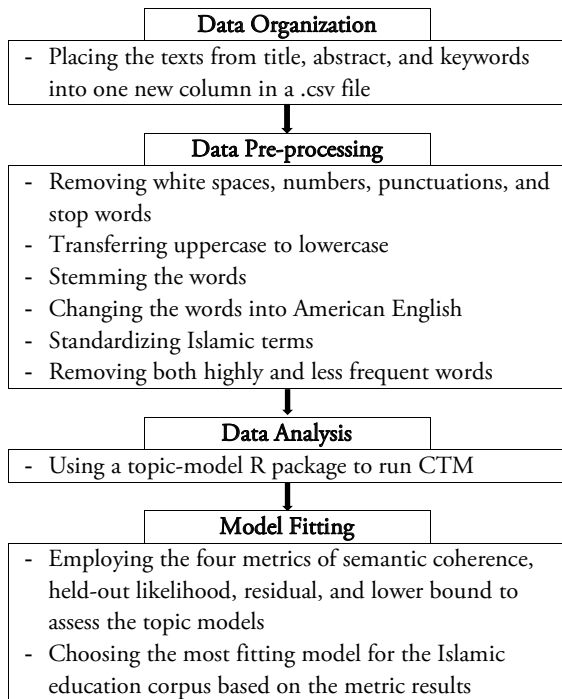 Data Organization
- Placing the texts from title, abstract, and keywords
into one new column in a .csv file
Data Pre-processing
- Removing white spaces, numbers, punctuations, and
stop words
- Transferring uppercase to lowercase
- Stemming the words
- Changing the words into American English
- Standardizing Islamic terms
- Removing both highly and less frequent words
Data Analysis
- Using a topic-model R package to run CTM
Model Fitting
- Employing the four metrics of semantic coherence,
held-out likelihood, residual, and lower bound to
assess the topic models
- Choosing the most fitting model for the Islamic
education corpus based on the metric results